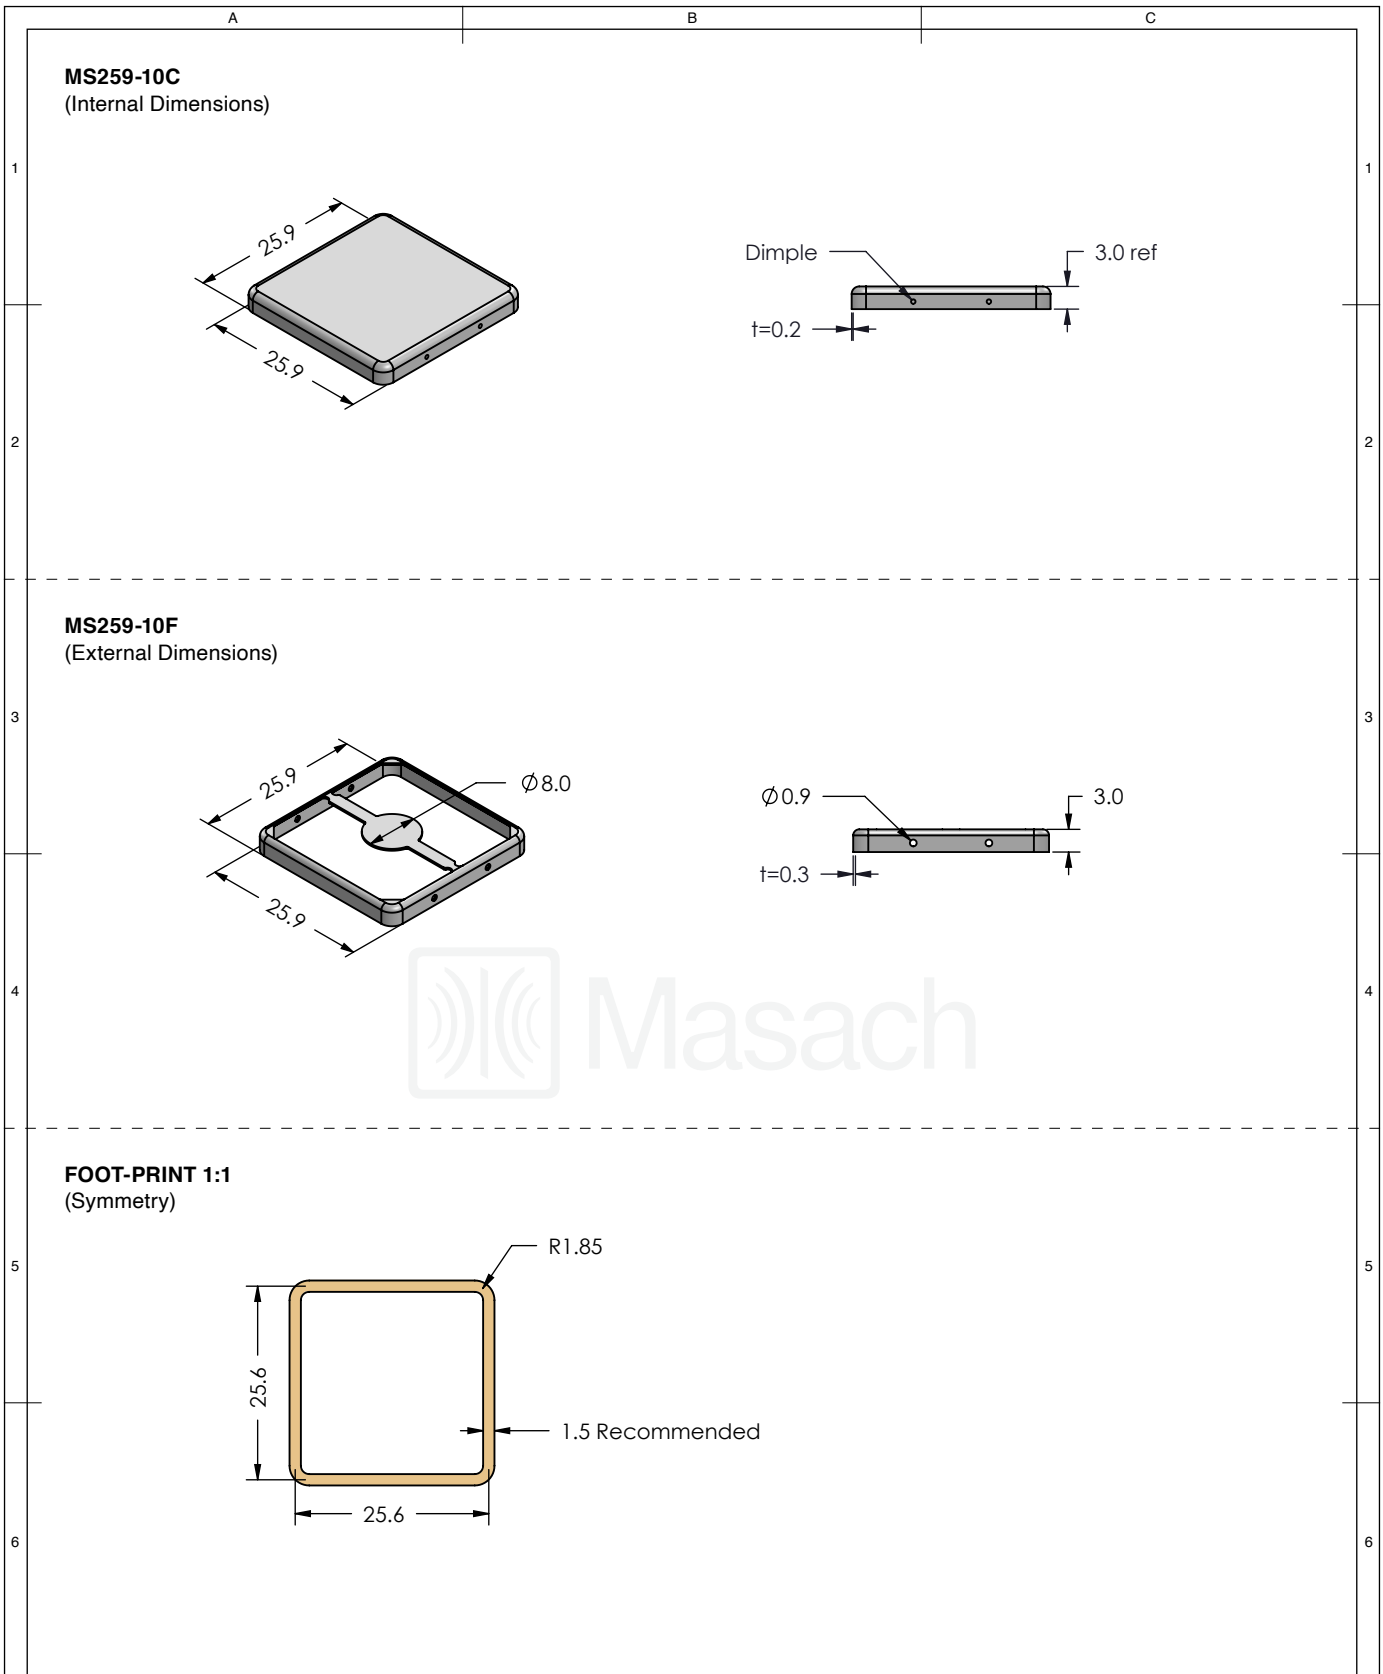 A
B
C
MS259-10C
(Internal Dimensions)
1
1
25.9
25.9
Dimple
3.0 ref
t=0.2
2
2
MS259-10F
(External Dimensions)
3
3
25.9
Ø8.0
25.9
Ø0.9
3.0
t=0.3
Masach
4
4
FOOT-PRINT 1:1
(Symmetry)
R1.85
5
5
25.6
1.5 Recommended
25.6
6
6